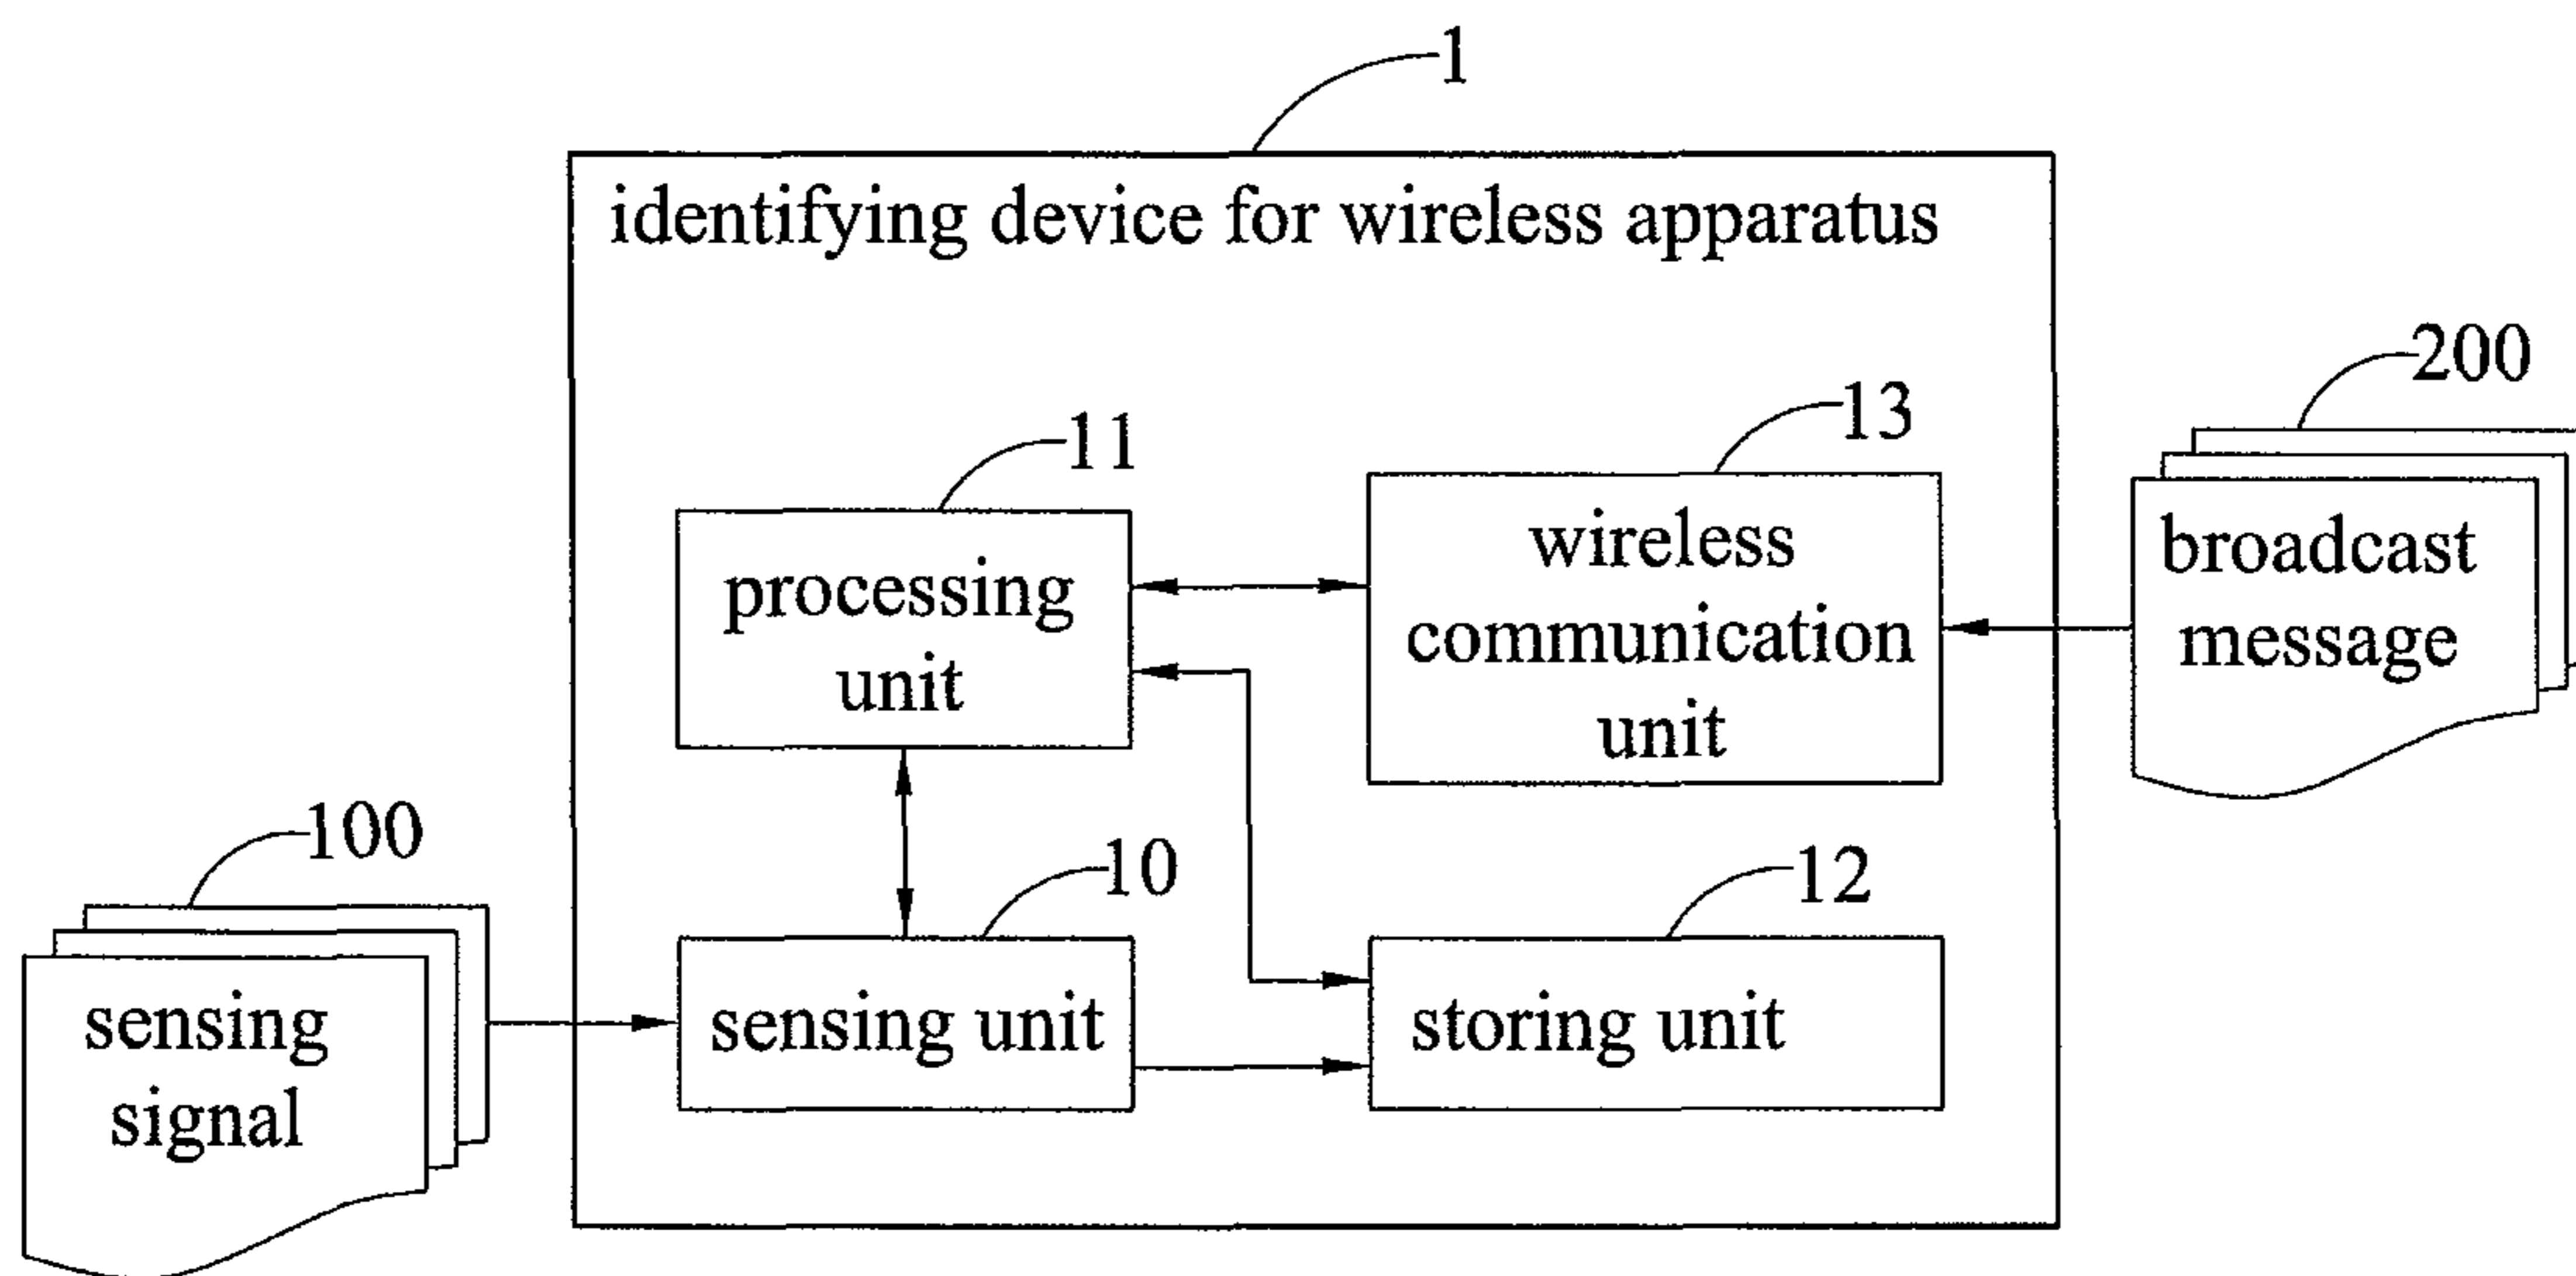 1
identifying device for wireless apparatus
200
13
11
broadcast
message
wireless
communication
unit
processing
unit
100
10
12
sensing
signal
sensing unit
storing unit